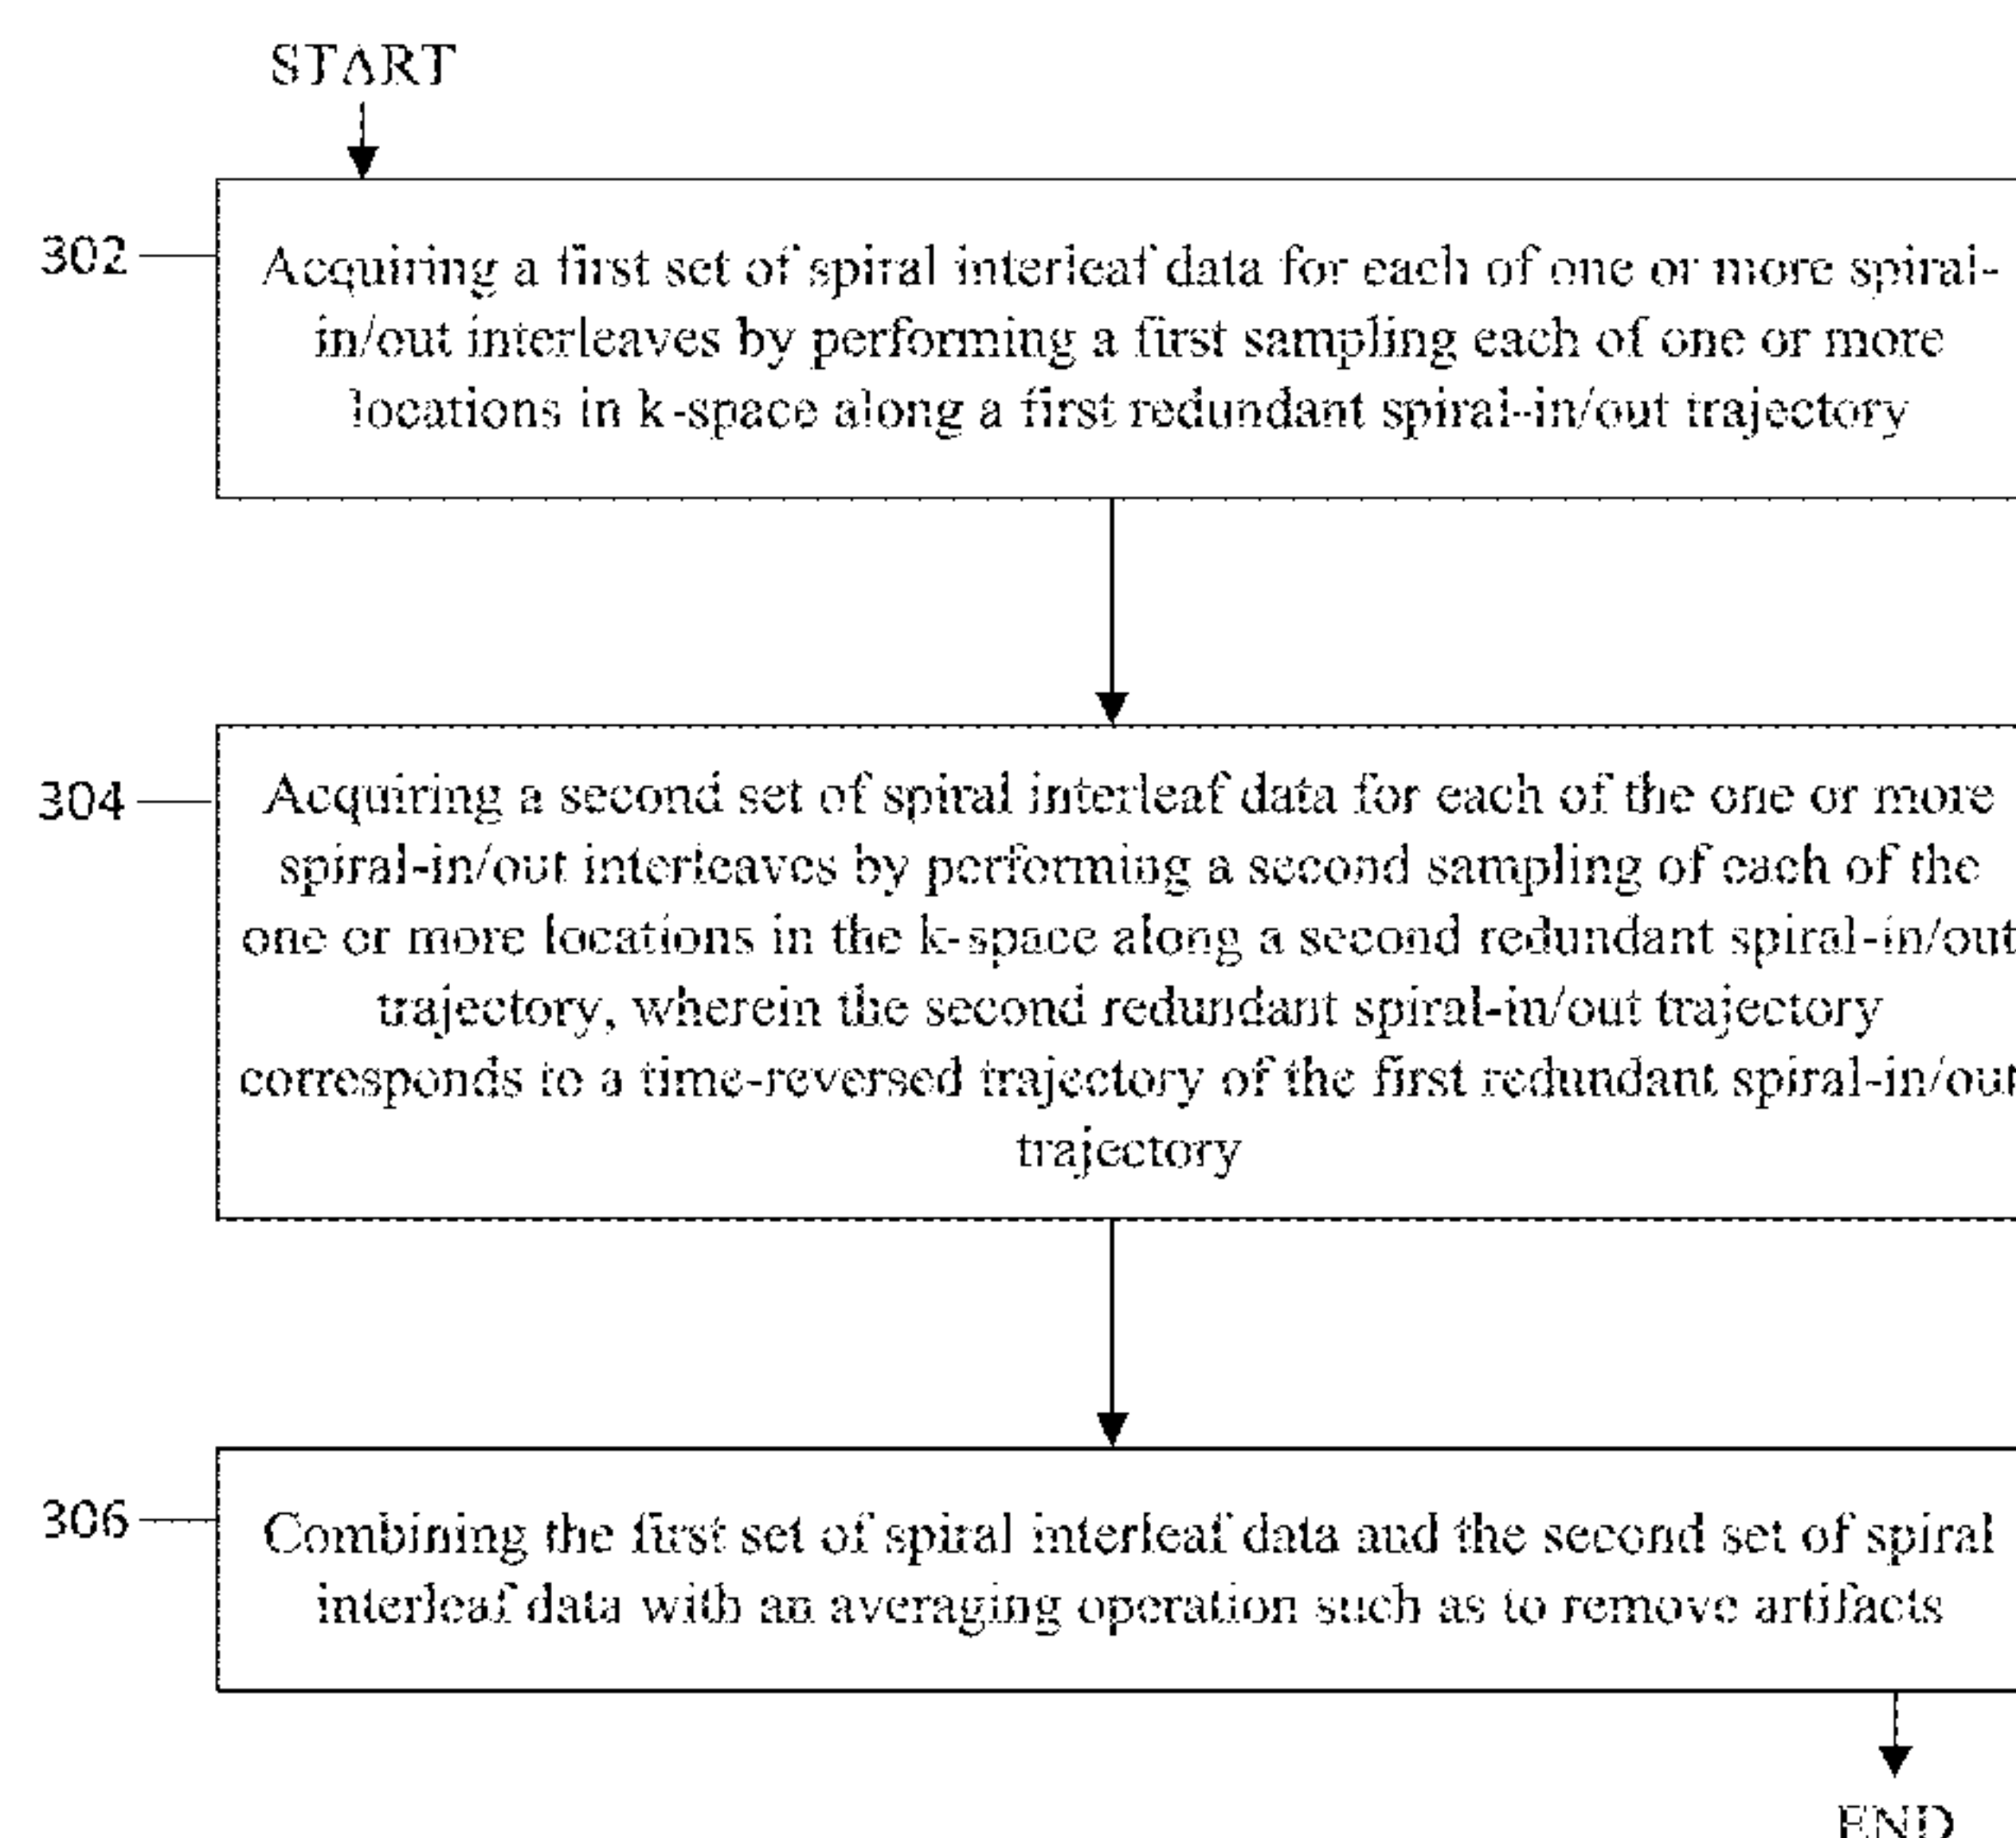 START
302
Acquiring a first set of spiral interleaf data for each of one or more spiral-
in/out interleaves by performing a first sampling each of one or more
locations in k-space along a first redundant spiral-in/out trajectory
304
Acquiring a second set of spiral interleaf data for each of the one or more
spiral-in/out interleaves by performing a second sampling of each of the
one or more locations in the k-space along a second redundant spiral-in/out
trajectory, wherein the second redundant spiral-in/out trajectory
corresponds to a time-reversed trajectory of the first redundant spiral-in/out
trajectory
306
Combining the first set of spiral interleaf data and the second set of spiral
interleaf data with an averaging operation such as to remove artifacts
END